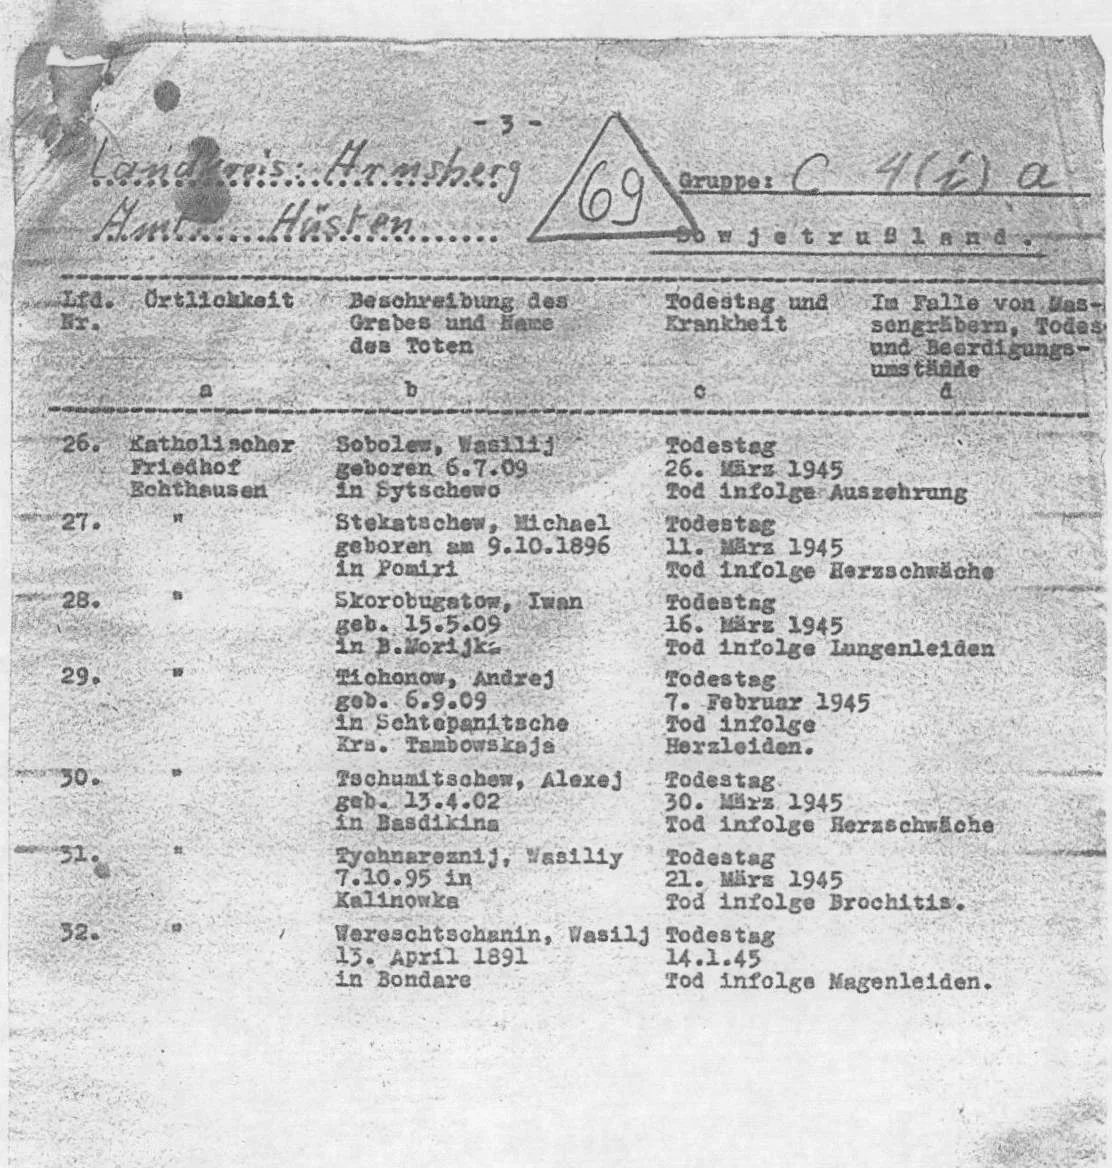 - 3 -
Landkreis: Arnsberg
69
Gruppe: C 4(i) a
Amt Hüsten
Sowjetrußland.
Lfd. Nr.
Örtlichkeit
a
Beschreibung des
Grabes und Name
des Toten
b
Todestag und
Krankheit
c
Im Falle von Mas-
sengräbern, Todes
und Beerdigungs-
umstände
d
26. Katholischer
Friedhof
Echthausen
Sobolew, Wasilij
geboren 6.7.09
in Sytschewo
Todestag
26. März 1945
Tod infolge Auszehrung
27. "
Stekatschew, Michael
geboren am 9.10.1896
in Pomiri
Todestag
11. März 1945
Tod infolge Herzschwäche
28. "
Skorobugatow, Iwan
geb. 15.5.09
in B.Morijka
Todestag
16. März 1945
Tod infolge Lungenleiden
29. "
Tichonow, Andrej
geb. 6.9.09
in Schtepanitsche
Krs. Tambowskaja
Todestag
7. Februar 1945
Tod infolge
Herzleiden.
30. "
Tschumitschew, Alexej
geb. 13.4.02
in Basdikina
Todestag
30. März 1945
Tod infolge Herzschwäche
31. "
Tychnareznij, Wasiliy
7.10.95 in
Kalinowka
Todestag
21. März 1945
Tod infolge Brochitis.
32. "
Wereschtschanin, Wasilj
13. April 1891
in Bondare
Todestag
14.1.45
Tod infolge Magenleiden.